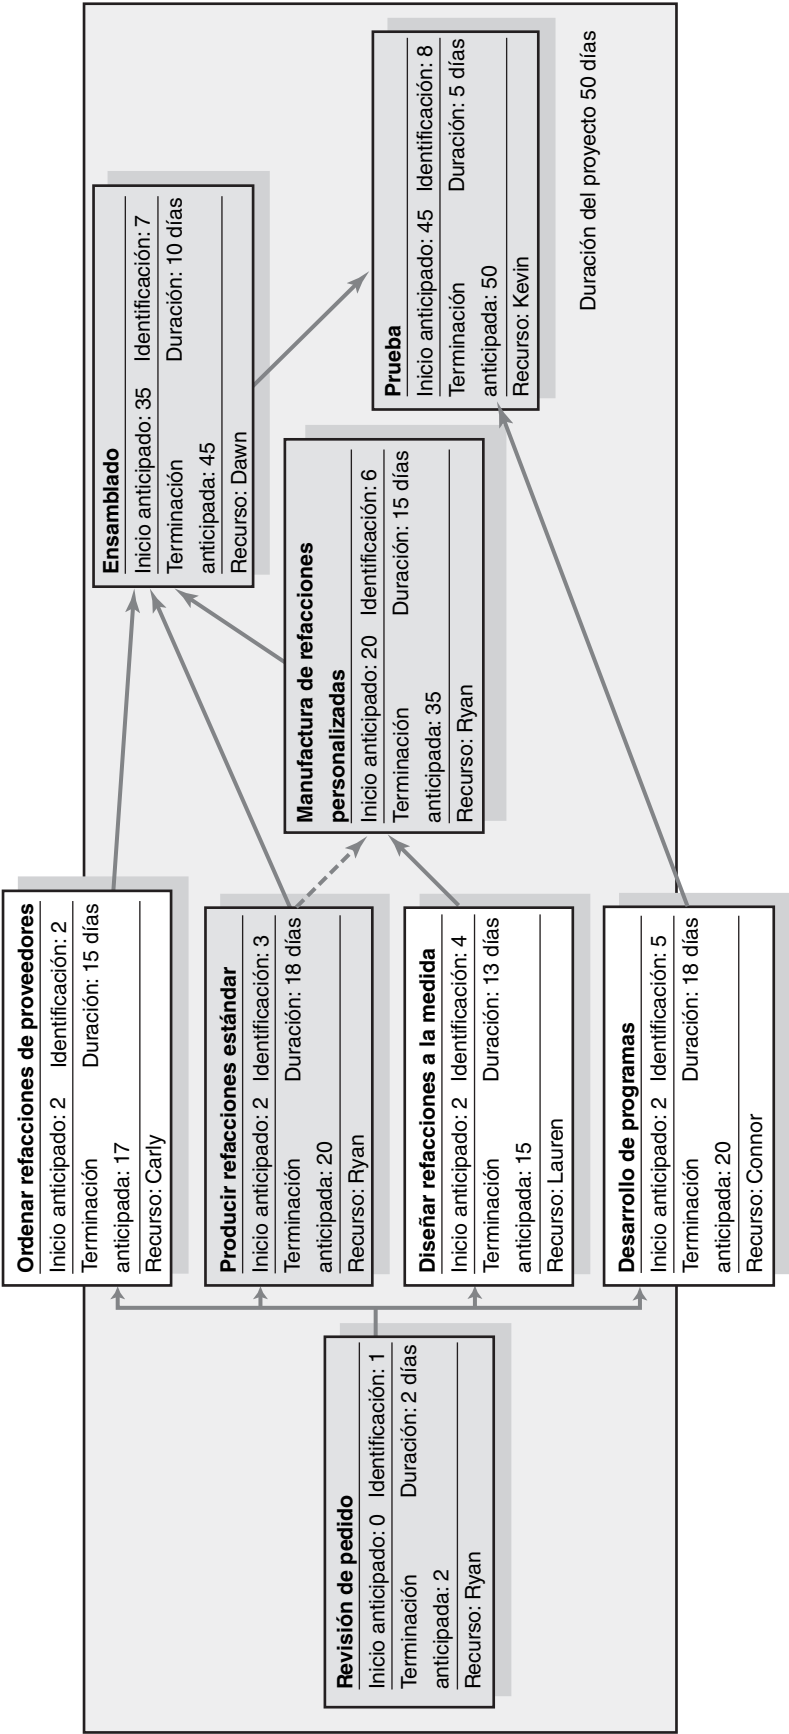 Revisión de pedido
Inicio anticipado: 0 Identificación: 1
Terminación Duración: 2 días
anticipada: 2
Recurso: Ryan
Ordenar refacciones de proveedores
Inicio anticipado: 2 Identificación: 2
Terminación Duración: 15 días
anticipada: 17
Recurso: Carly
Producir refacciones estándar
Inicio anticipado: 2 Identificación: 3
Terminación Duración: 18 días
anticipada: 20
Recurso: Ryan
Diseñar refacciones a la medida
Inicio anticipado: 2 Identificación: 4
Terminación Duración: 13 días
anticipada: 15
Recurso: Lauren
Desarrollo de programas
Inicio anticipado: 2 Identificación: 5
Terminación Duración: 18 días
anticipada: 20
Recurso: Connor
Manufactura de refacciones
personalizadas
Inicio anticipado: 20 Identificación: 6
Terminación Duración: 15 días
anticipada: 35
Recurso: Ryan
Ensamblado
Inicio anticipado: 35 Identificación: 7
Terminación Duración: 10 días
anticipada: 45
Recurso: Dawn
Prueba
Inicio anticipado: 45 Identificación: 8
Terminación Duración: 5 días
anticipada: 50
Recurso: Kevin
Duración del proyecto 50 días